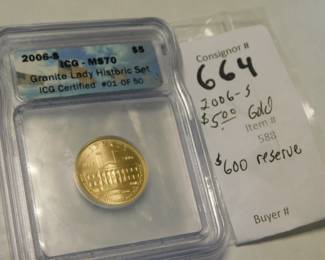 2006-S $5
ICG - MS70
Granite Lady Historic Set
ICG Certified #01 OF 50
Consignor #
664
2006-S
$5.00 Gold
Item #
588
$600 reserve
Buyer #